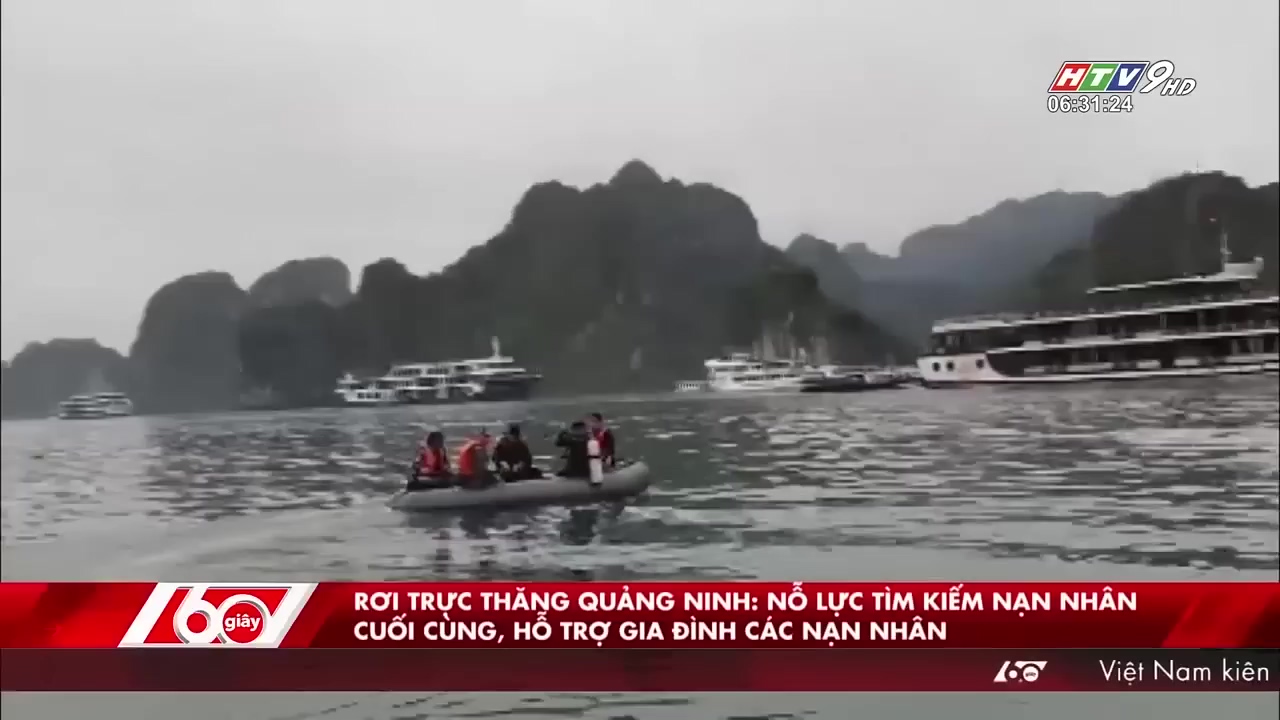 HTV9HD
06:31:24
60 giây
RƠI TRỰC THĂNG QUẢNG NINH: NỖ LỰC TÌM KIẾM NẠN NHÂN
CUỐI CÙNG, HỖ TRỢ GIA ĐÌNH CÁC NẠN NHÂN
60 giây
Việt Nam kiên